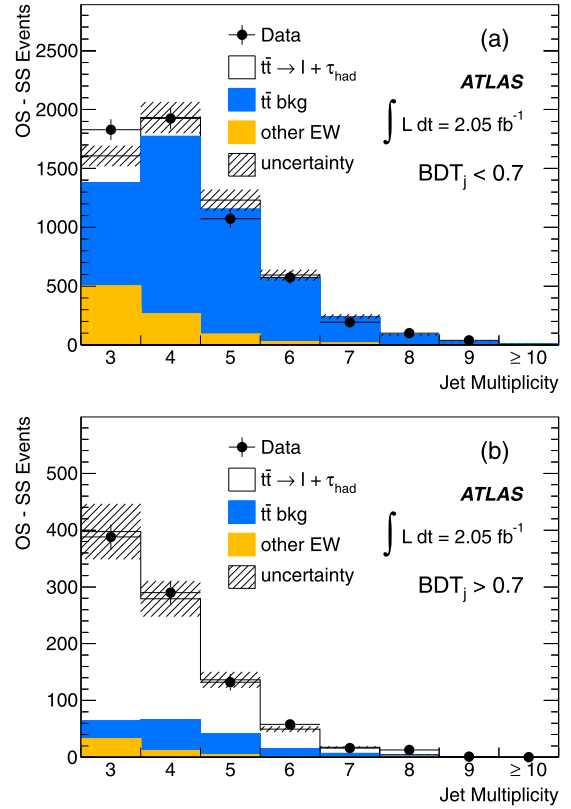 OS - SS Events
2500
2000
1500
1000
500
0
(a)
Data
tt̄ → l + τhad
tt̄ bkg
other EW
uncertainty
ATLAS
∫ L dt = 2.05 fb⁻¹
BDTj < 0.7
3 4 5 6 7 8 9 ≥ 10
Jet Multiplicity
OS - SS Events
500
400
300
200
100
0
(b)
Data
tt̄ → l + τhad
tt̄ bkg
other EW
uncertainty
ATLAS
∫ L dt = 2.05 fb⁻¹
BDTj > 0.7
3 4 5 6 7 8 9 ≥ 10
Jet Multiplicity